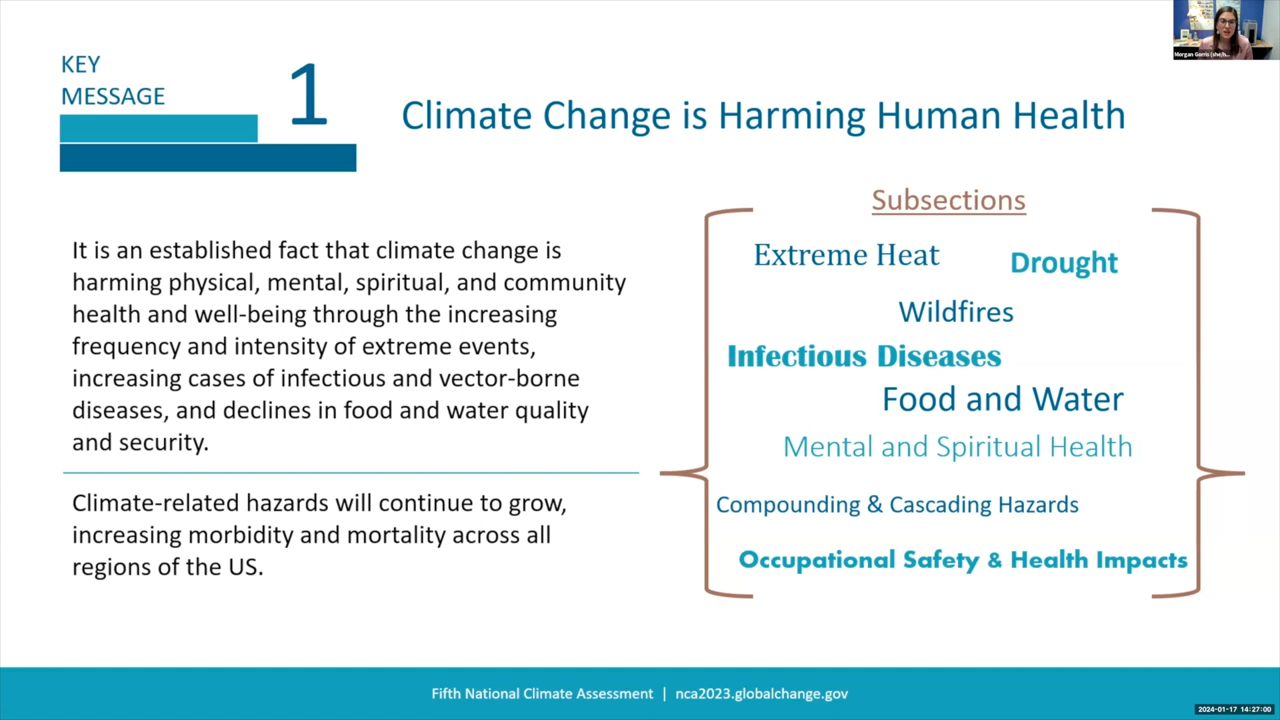 KEY
MESSAGE
1
Climate Change is Harming Human Health
It is an established fact that climate change is
harming physical, mental, spiritual, and community
health and well-being through the increasing
frequency and intensity of extreme events,
increasing cases of infectious and vector-borne
diseases, and declines in food and water quality
and security.
Climate-related hazards will continue to grow,
increasing morbidity and mortality across all
regions of the US.
Subsections
Extreme Heat
Drought
Wildfires
Infectious Diseases
Food and Water
Mental and Spiritual Health
Compounding & Cascading Hazards
Occupational Safety & Health Impacts
Fifth National Climate Assessment | nca2023.globalchange.gov
Morgan Gorris (she/h...
2024-01-17 14:27:00